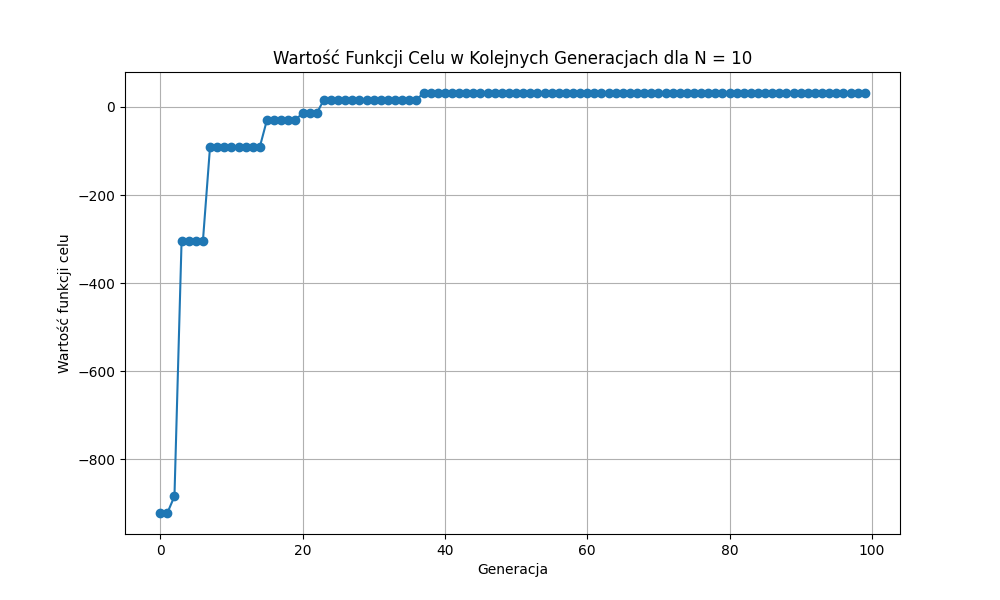 Wartość Funkcji Celu w Kolejnych Generacjach dla N = 10
0
−200
−400
−600
−800
Wartość funkcji celu
0 20 40 60 80 100
Generacja